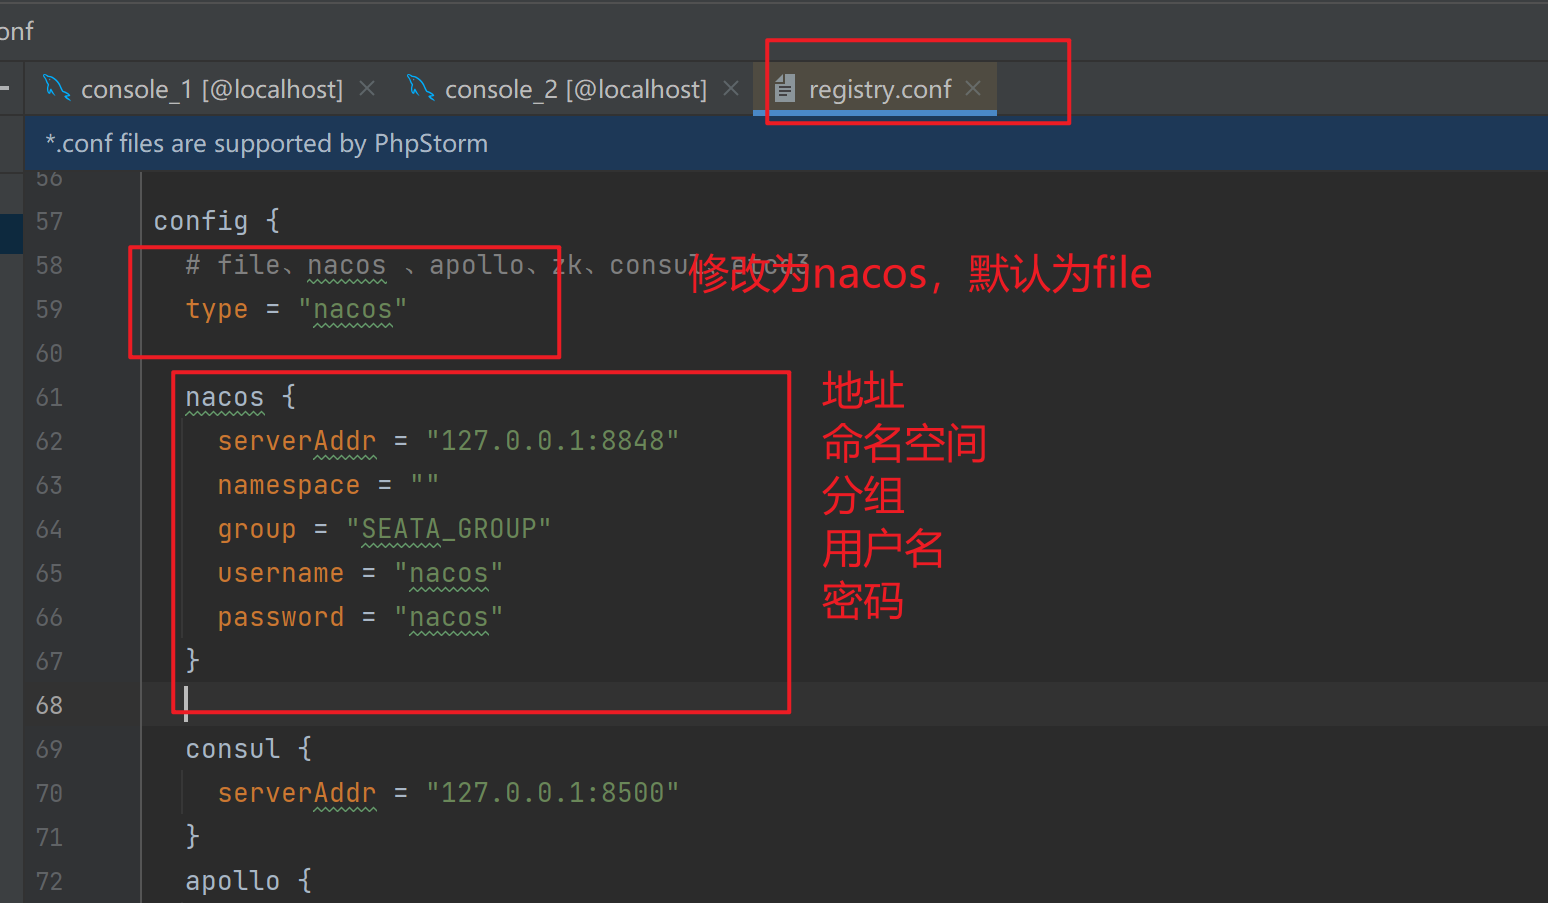 onf
console_1 [@localhost]
console_2 [@localhost]
registry.conf
*.conf files are supported by PhpStorm
56
57 config {
58 # file、nacos 、apollo、zk、consul、etcd3
修改为nacos，默认为file
59 type = "nacos"
60
61 nacos {
地址
62 serverAddr = "127.0.0.1:8848"
命名空间
63 namespace = ""
分组
64 group = "SEATA_GROUP"
用户名
65 username = "nacos"
密码
66 password = "nacos"
67 }
68
69 consul {
70 serverAddr = "127.0.0.1:8500"
71 }
72 apollo {